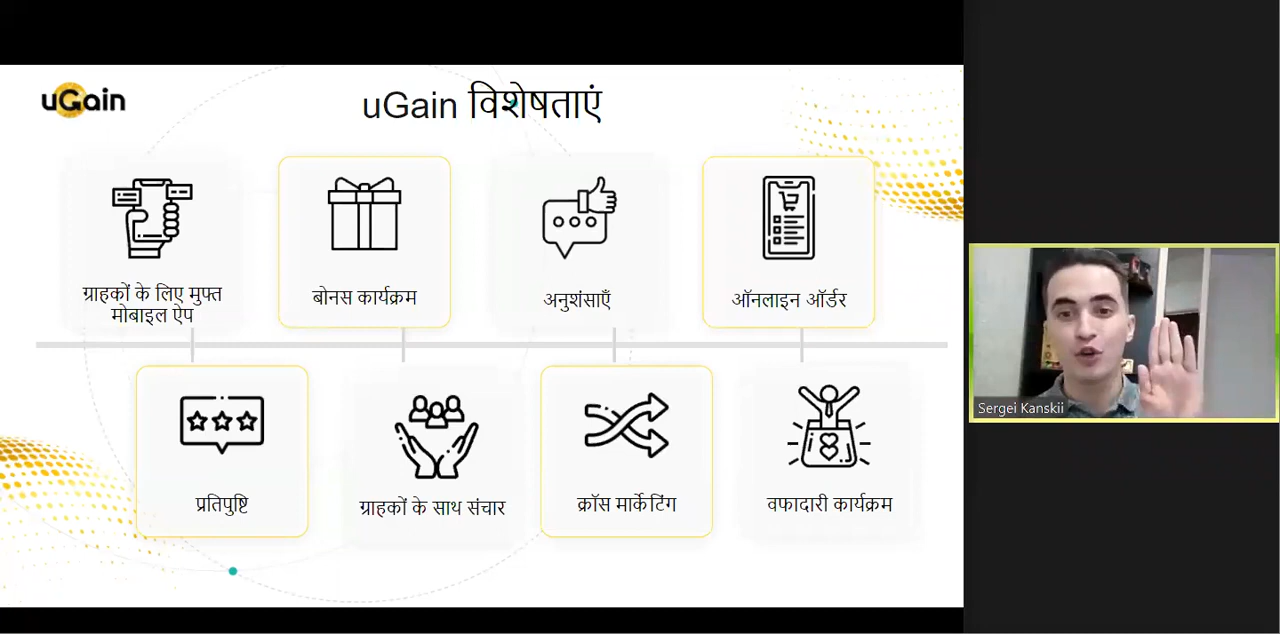 uGain
uGain विशेषताएं
ग्राहकों के लिए मुफ्त
मोबाइल ऐप
बोनस कार्यक्रम
अनुशंसाएँ
ऑनलाइन ऑर्डर
प्रतिपुष्टि
ग्राहकों के साथ संचार
क्रॉस मार्केटिंग
वफादारी कार्यक्रम
Sergei Kanskii